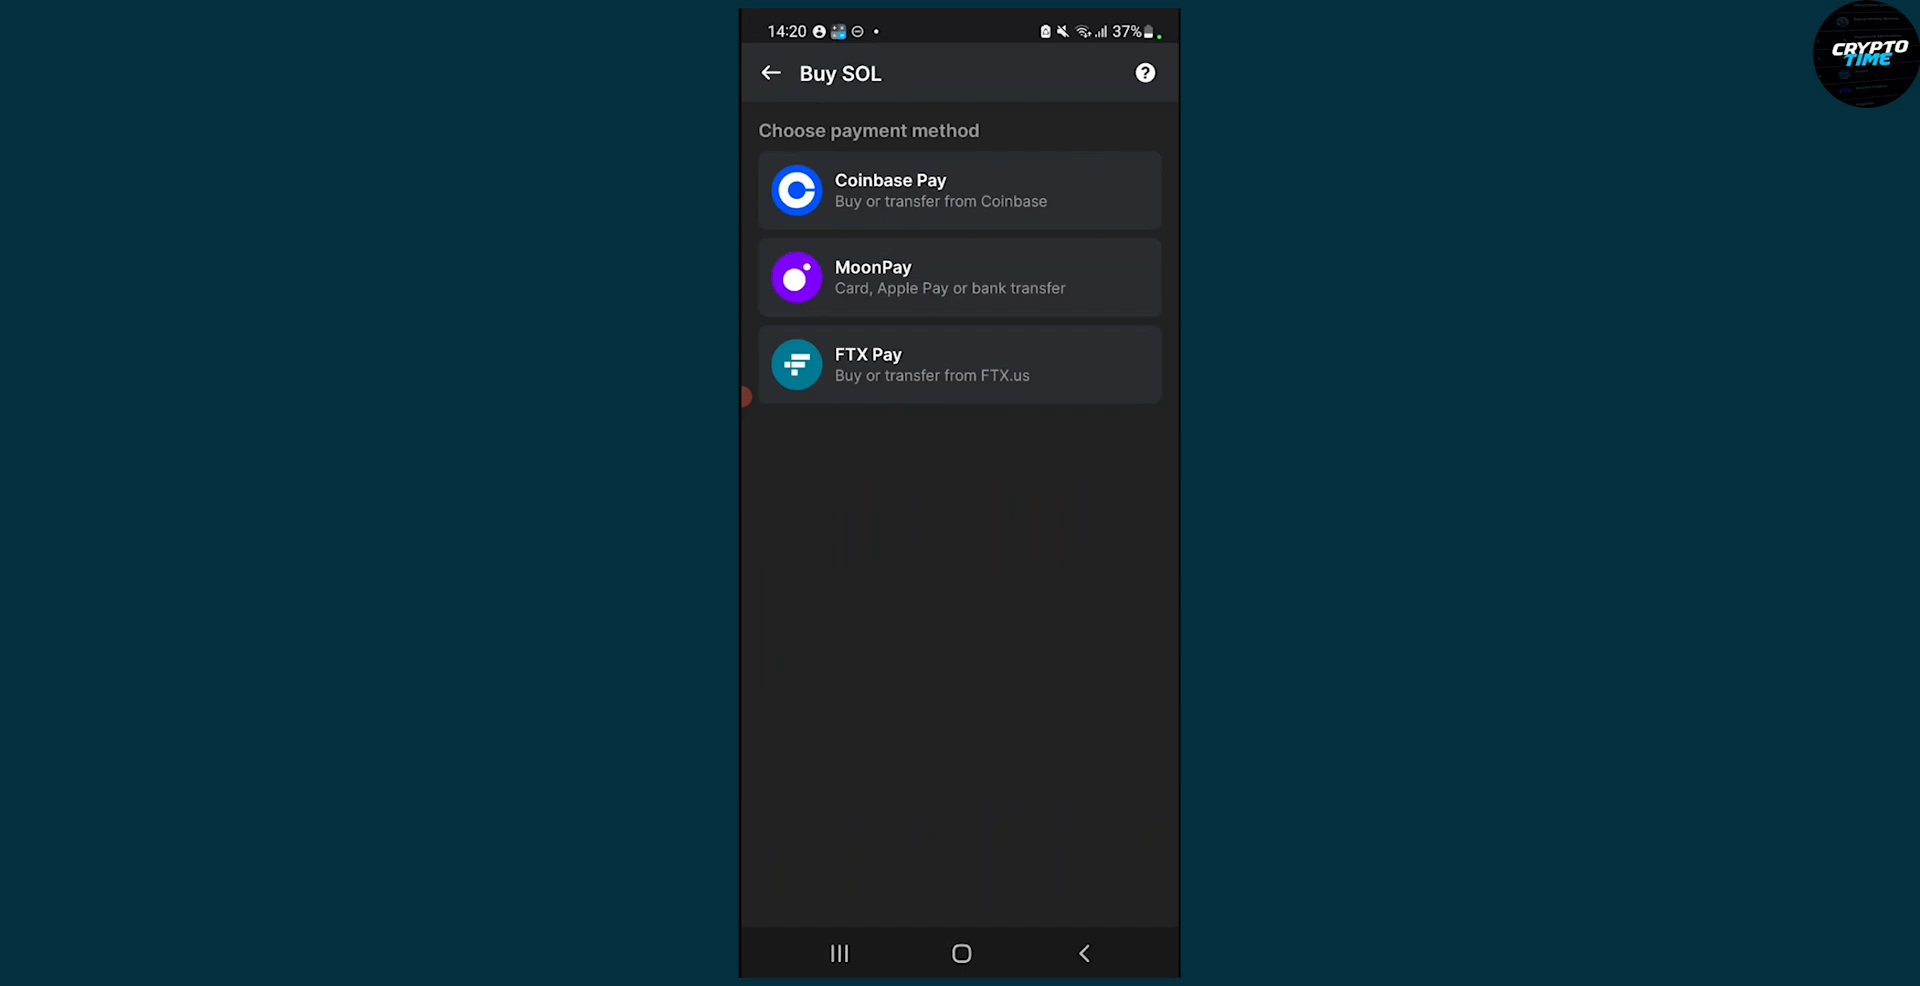 14:20
37%
Buy SOL
Choose payment method
Coinbase Pay
Buy or transfer from Coinbase
MoonPay
Card, Apple Pay or bank transfer
FTX Pay
Buy or transfer from FTX.us
CRYPTO
TIME